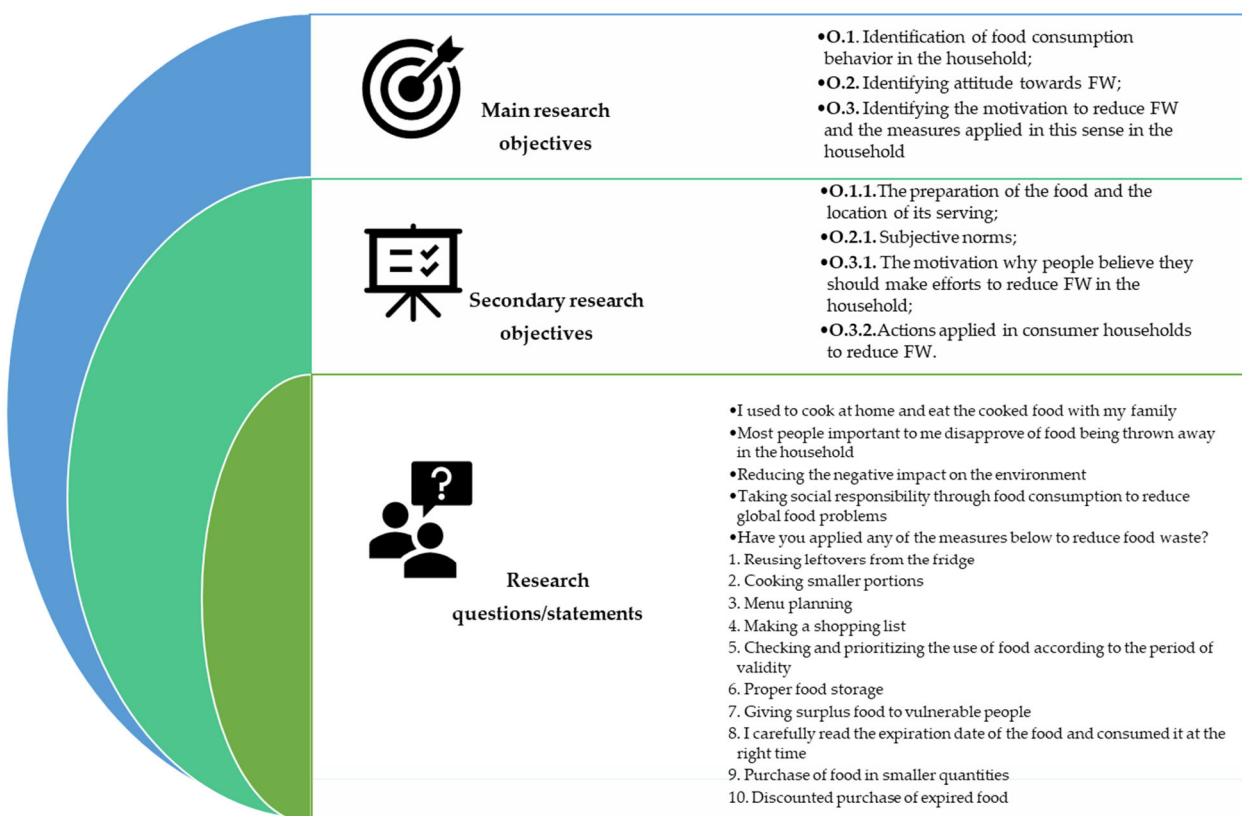 Main research
objectives
•O.1. Identification of food consumption
behavior in the household;
•O.2. Identifying attitude towards FW;
•O.3. Identifying the motivation to reduce FW
and the measures applied in this sense in the
household
Secondary research
objectives
•O.1.1.The preparation of the food and the
location of its serving;
•O.2.1. Subjective norms;
•O.3.1. The motivation why people believe they
should make efforts to reduce FW in the
household;
•O.3.2.Actions applied in consumer households
to reduce FW.
?
Research
questions/statements
•I used to cook at home and eat the cooked food with my family
•Most people important to me disapprove of food being thrown away
in the household
•Reducing the negative impact on the environment
•Taking social responsibility through food consumption to reduce
global food problems
•Have you applied any of the measures below to reduce food waste?
1. Reusing leftovers from the fridge
2. Cooking smaller portions
3. Menu planning
4. Making a shopping list
5. Checking and prioritizing the use of food according to the period of
validity
6. Proper food storage
7. Giving surplus food to vulnerable people
8. I carefully read the expiration date of the food and consumed it at the
right time
9. Purchase of food in smaller quantities
10. Discounted purchase of expired food